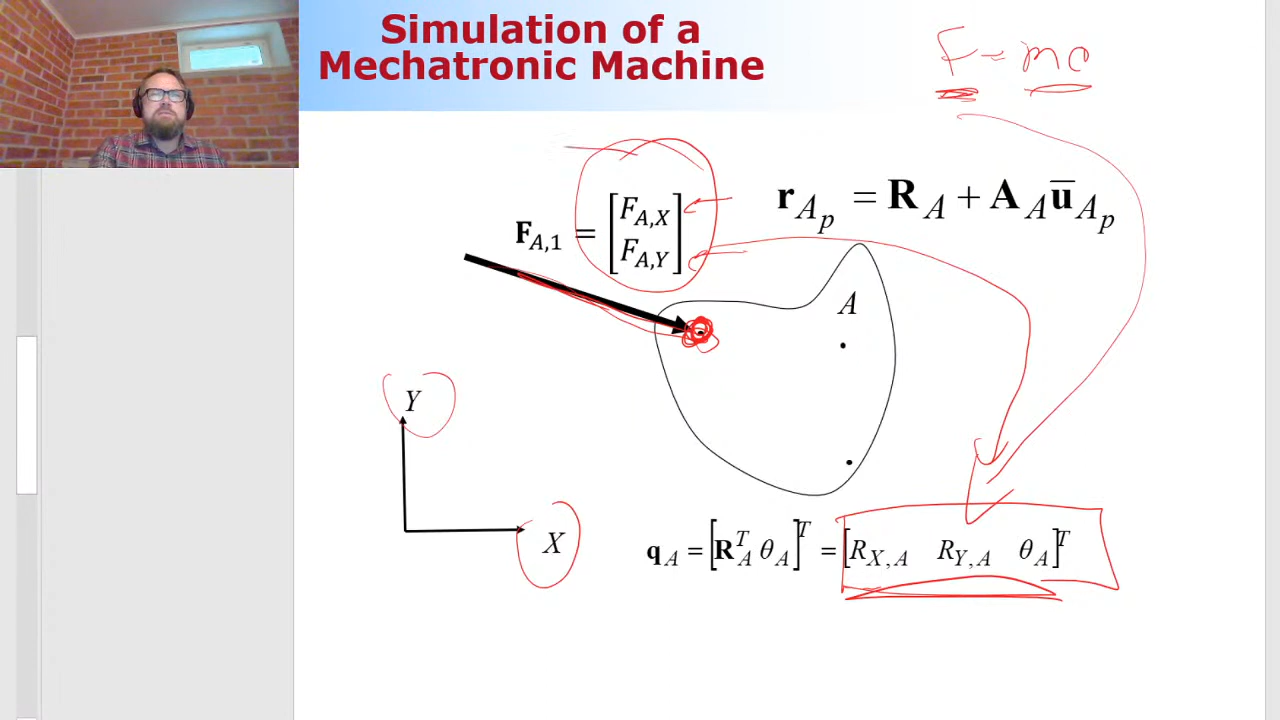 Simulation of a
Mechatronic Machine
F = ma
𝐅_{A,1} = [F_{A,X} F_{A,Y}]
𝐫_{A_p} = 𝐑_A + 𝐀_A 𝐮̅_{A_p}
A
Y
X
𝐪_A = [𝐑_A^T θ_A]^T = [R_{X,A} R_{Y,A} θ_A]^T